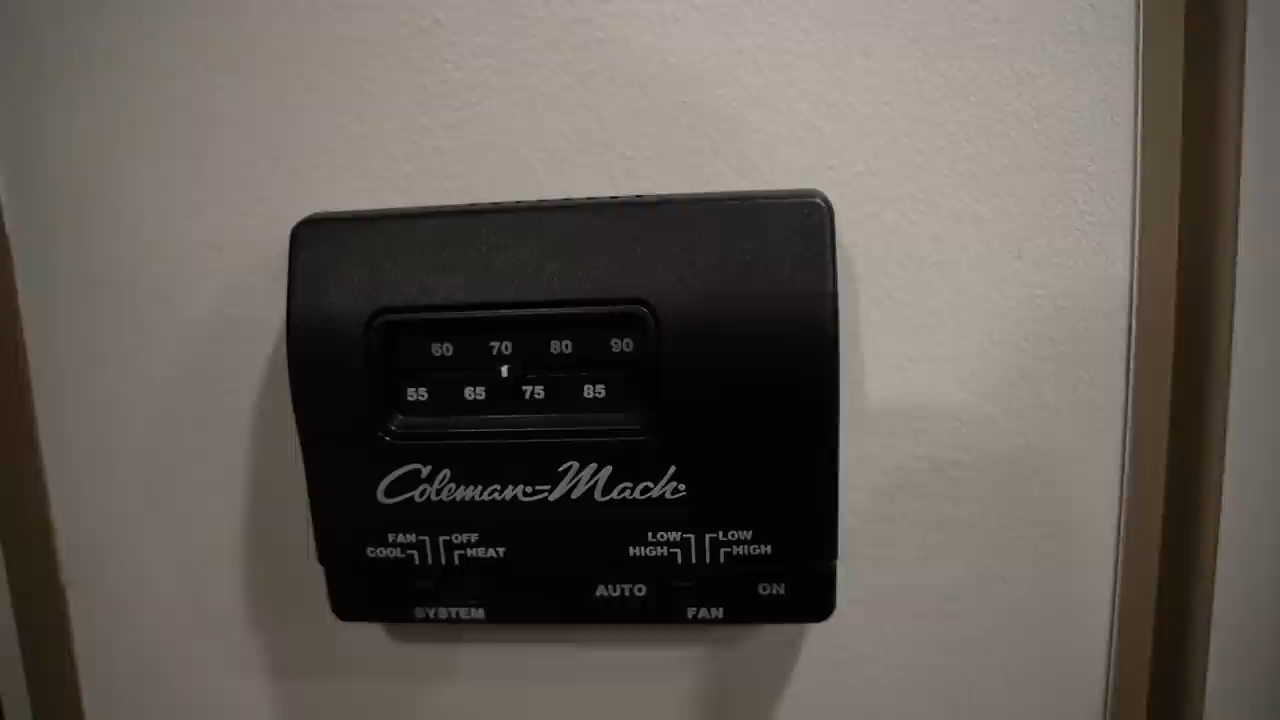 60 70 80 90
55 65 75 85
Coleman-Mach
FAN OFF
COOL HEAT
LOW LOW
HIGH HIGH
AUTO ON
SYSTEM FAN